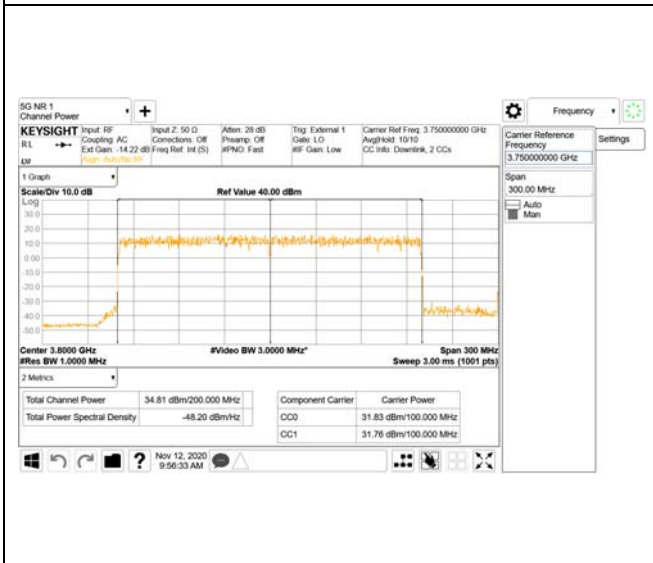 5G NR 1
Channel Power
+
Frequency
KEYSIGHT Input: RF Input Z: 50 Ω Atten: 28 dB Trig: External 1 Carrier Ref Freq: 3.750000000 GHz
RL Coupling: AC Corrections: Off Preamp: Off Gate: LO Avg|Hold: 10/10
Ext Gain: -14.22 dB Freq Ref: Int (S) #PNO: Fast #IF Gain: Low CC Info: Downlink, 2 CCs
Align: Auto/No RF
Carrier Reference
Frequency
3.750000000 GHz
Settings
Span
300.00 MHz
Auto
Man
1 Graph
Scale/Div 10.0 dB Ref Value 40.00 dBm
Log
30.0
20.0
10.0
0.00
-10.0
-20.0
-30.0
-40.0
-50.0
Center 3.8000 GHz #Video BW 3.0000 MHz* Span 300 MHz
#Res BW 1.0000 MHz Sweep 3.00 ms (1001 pts)
2 Metrics
Total Channel Power 34.81 dBm/200.000 MHz Component Carrier Carrier Power
Total Power Spectral Density -48.20 dBm/Hz CC0 31.83 dBm/100.000 MHz
CC1 31.76 dBm/100.000 MHz
? Nov 12, 2020
9:56:33 AM